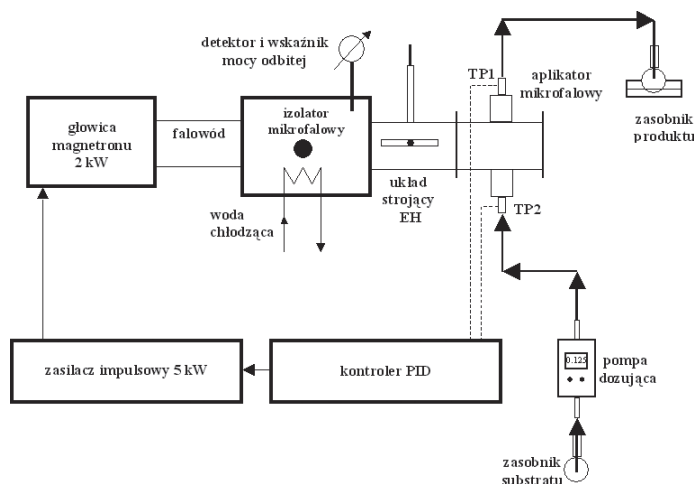 detektor i wskaźnik
mocy odbitej
TP1
aplikator
mikrofalowy
zasobnik
produktu
głowica
magnetronu
2 kW
falowód
izolator
mikrofalowy
układ
strojący
EH
TP2
woda
chłodząca
zasilacz impulsowy 5 kW
kontroler PID
0.125
pompa
dozująca
zasobnik
substratu